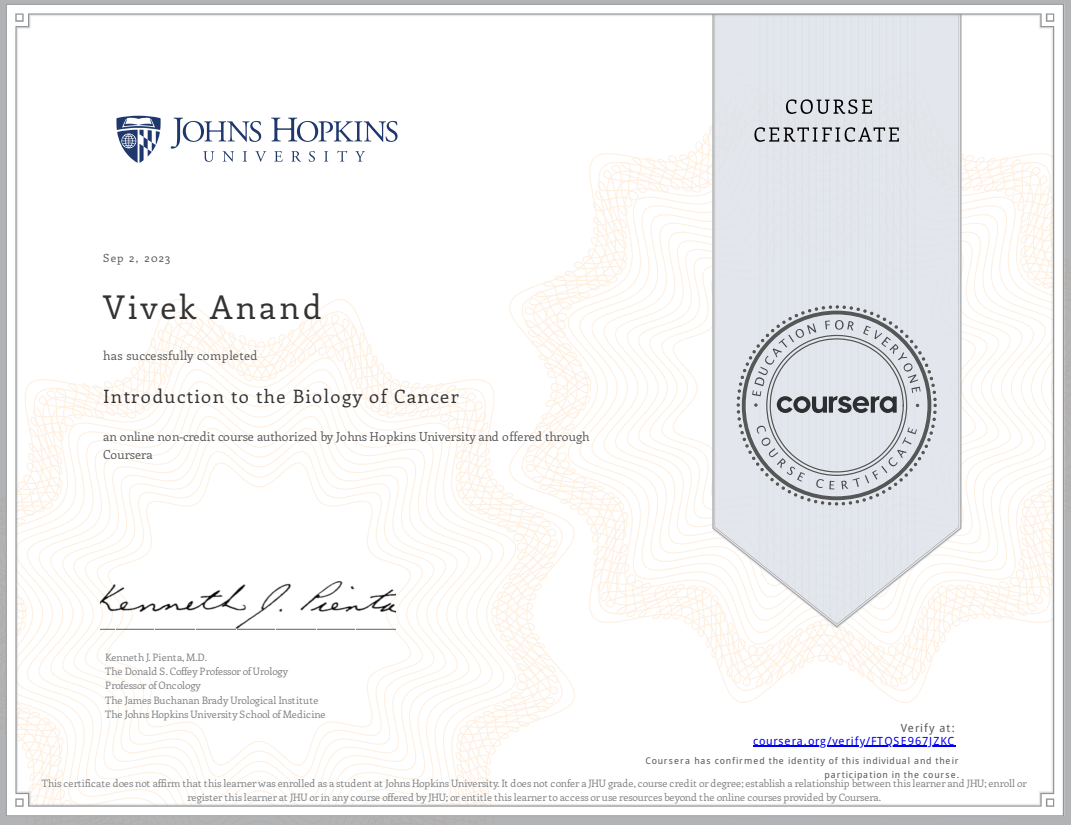 JOHNS HOPKINS
UNIVERSITY
COURSE
CERTIFICATE
Sep 2, 2023
Vivek Anand
has successfully completed
Introduction to the Biology of Cancer
an online non-credit course authorized by Johns Hopkins University and offered through
Coursera
EDUCATION FOR EVERYONE
coursera
COURSE CERTIFICATE
Kenneth J. Pienta
Kenneth J. Pienta, M.D.
The Donald S. Coffey Professor of Urology
Professor of Oncology
The James Buchanan Brady Urological Institute
The Johns Hopkins University School of Medicine
Verify at:
coursera.org/verify/FTQSE967JZKC
Coursera has confirmed the identity of this individual and their
participation in the course.
This certificate does not affirm that this learner was enrolled as a student at Johns Hopkins University. It does not confer a JHU grade, course credit or degree; establish a relationship between this learner and JHU; enroll or
register this learner at JHU or in any course offered by JHU; or entitle this learner to access or use resources beyond the online courses provided by Coursera.